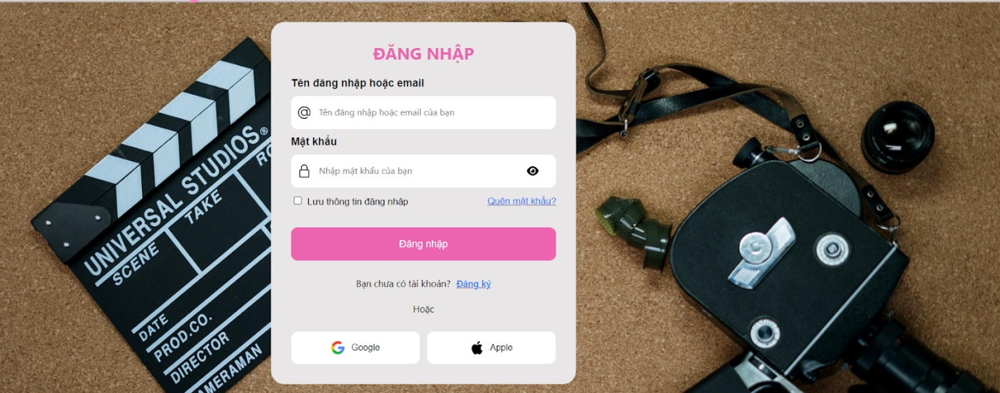 ĐĂNG NHẬP
Tên đăng nhập hoặc email
Tên đăng nhập hoặc email của bạn
Mật khẩu
Nhập mật khẩu của bạn
Lưu thông tin đăng nhập
Quên mật khẩu?
Đăng nhập
Bạn chưa có tài khoản? Đăng ký
Hoặc
Google
Apple
UNIVERSAL STUDIOS®
SCENE
TAKE
DATE
PROD.CO.
DIRECTOR